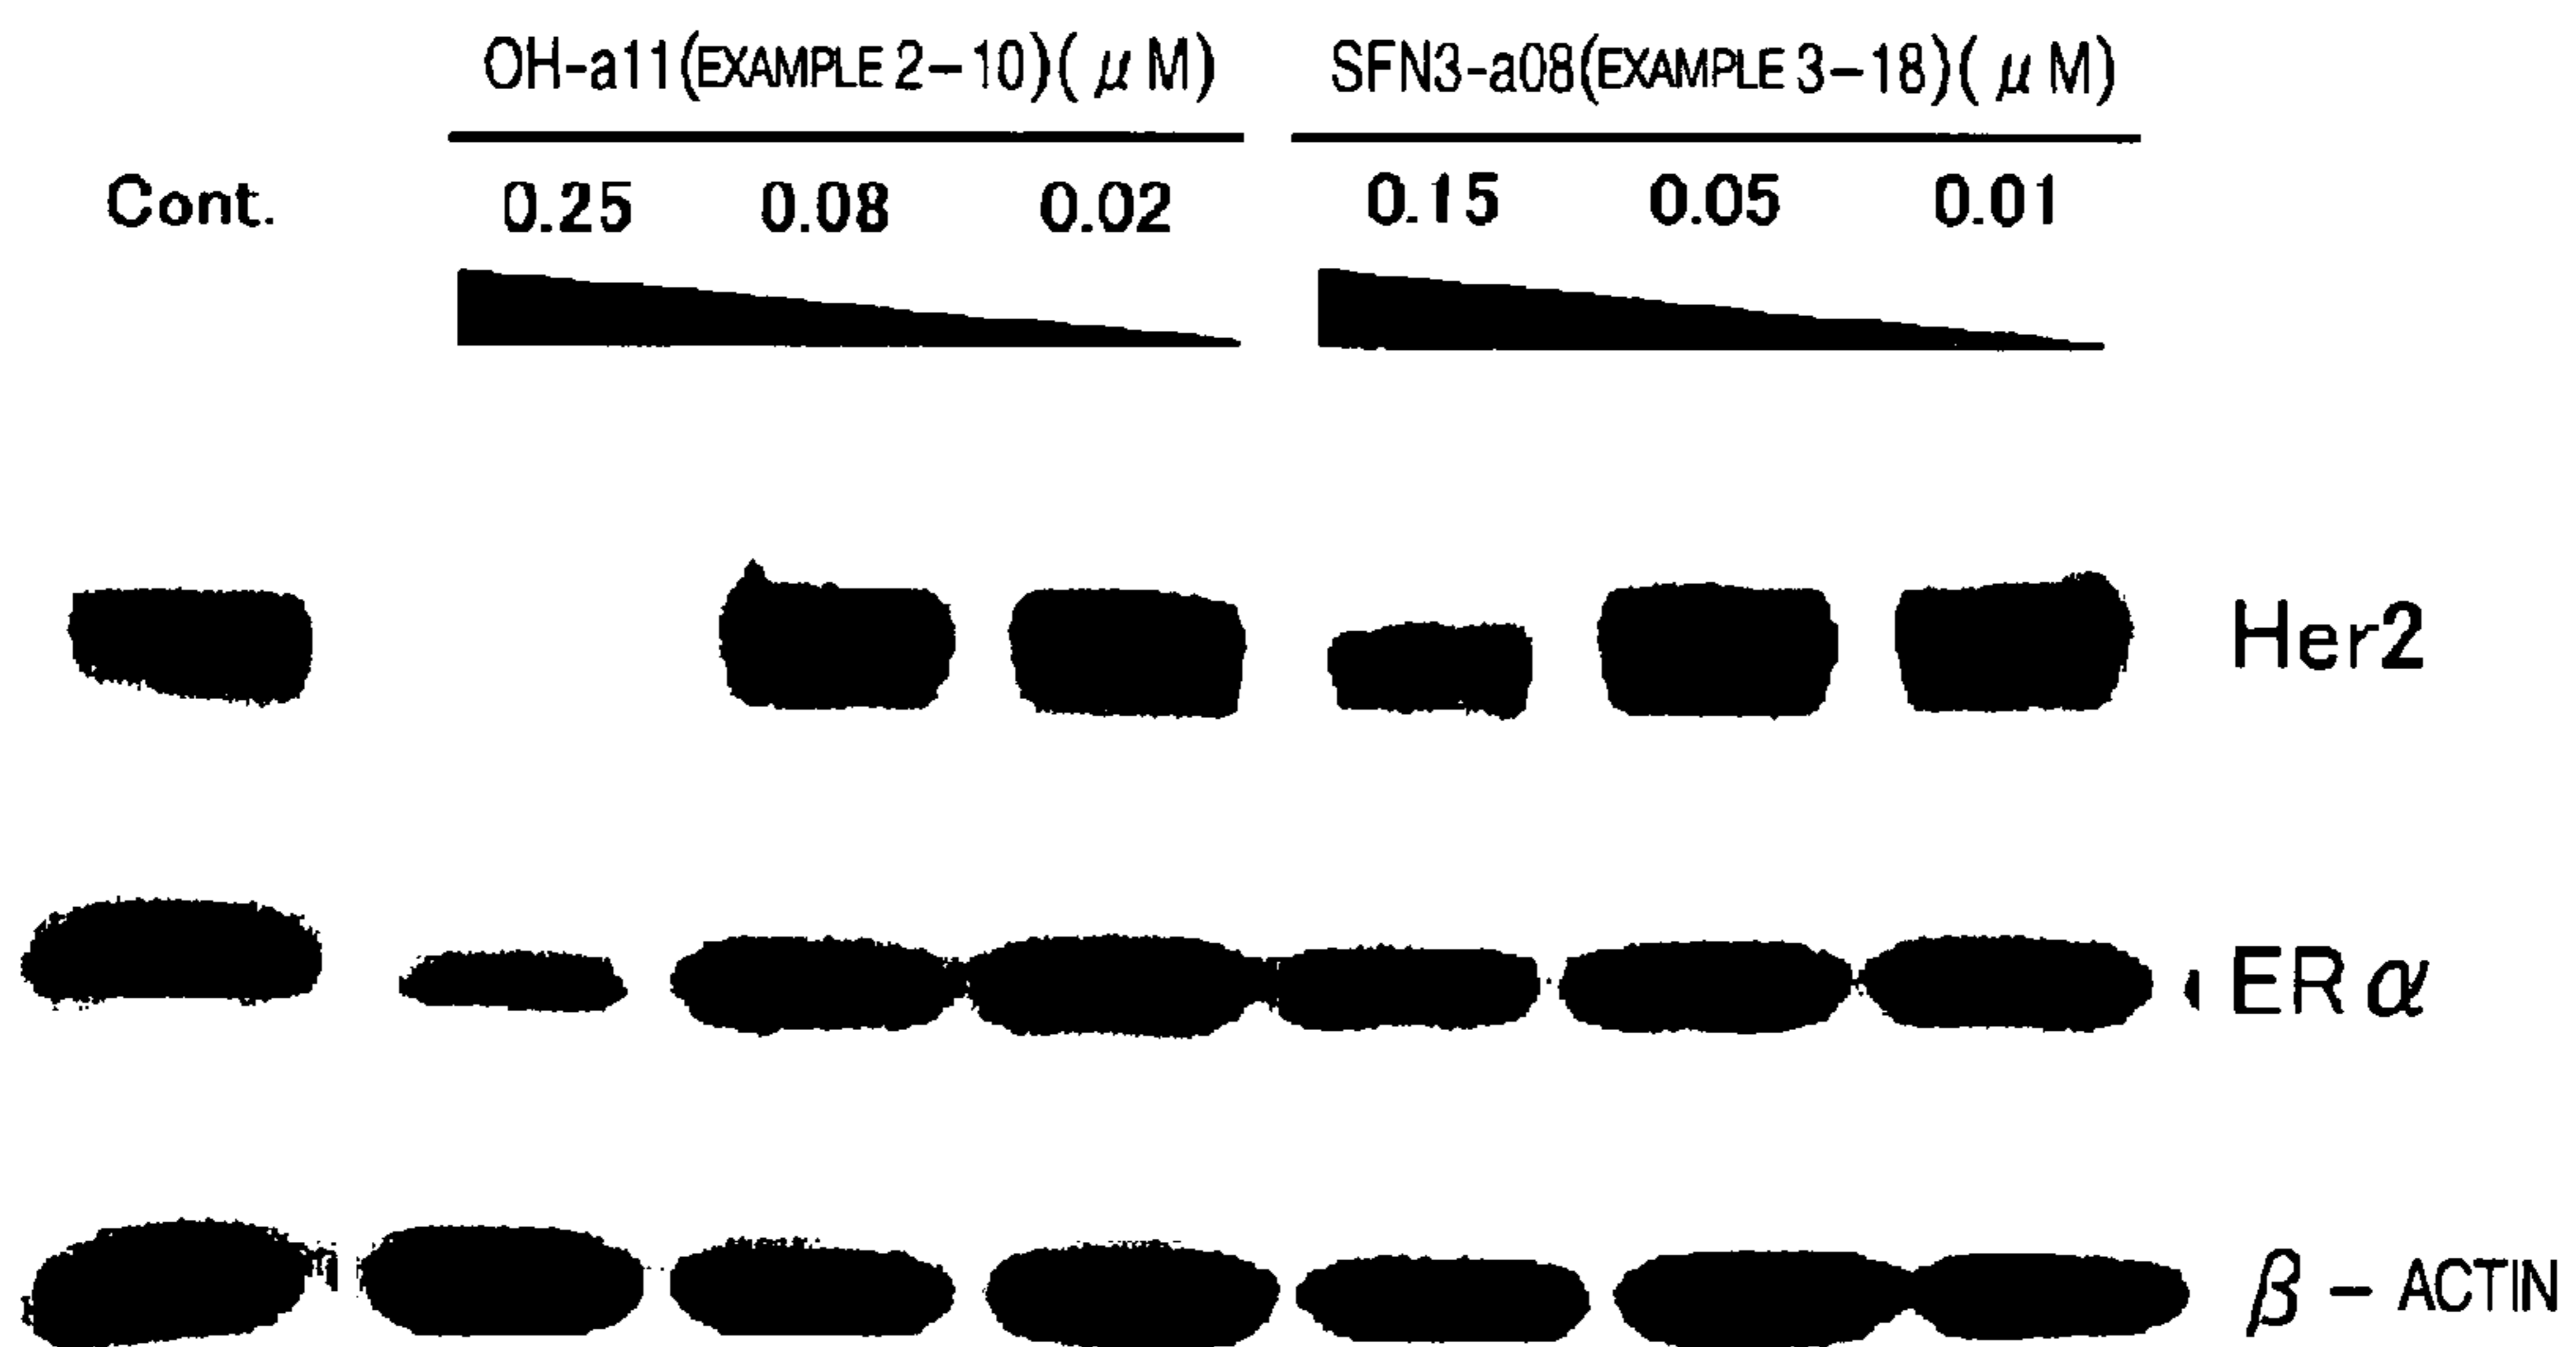 OH-a11(EXAMPLE 2-10)(μM) SFN3-a08(EXAMPLE 3-18)(μM)
Cont. 0.25 0.08 0.02 0.15 0.05 0.01
Her2
ERα
β-ACTIN